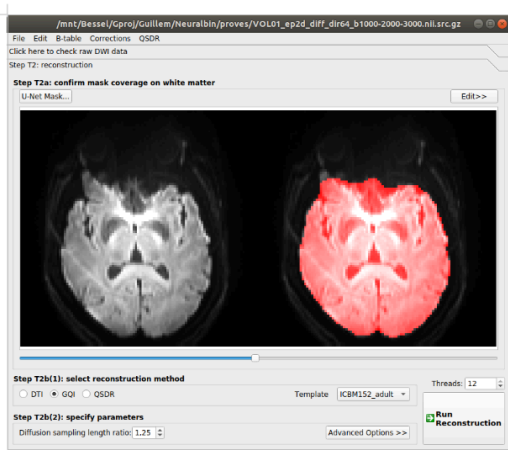 /mnt/Bessel/Gproj/Guillem/Neuralbin/proves/VOL01_ep2d_diff_dir64_b1000-2000-3000.nii.src.gz
File Edit B-table Corrections QSDR
Click here to check raw DWI data
Step T2: reconstruction
Step T2a: confirm mask coverage on white matter
U-Net Mask... Edit>>
Step T2b(1): select reconstruction method
Threads: 12
DTI GQI QSDR Template ICBM152_adult
Step T2b(2): specify parameters
Run
Reconstruction
Diffusion sampling length ratio: 1,25 Advanced Options >>